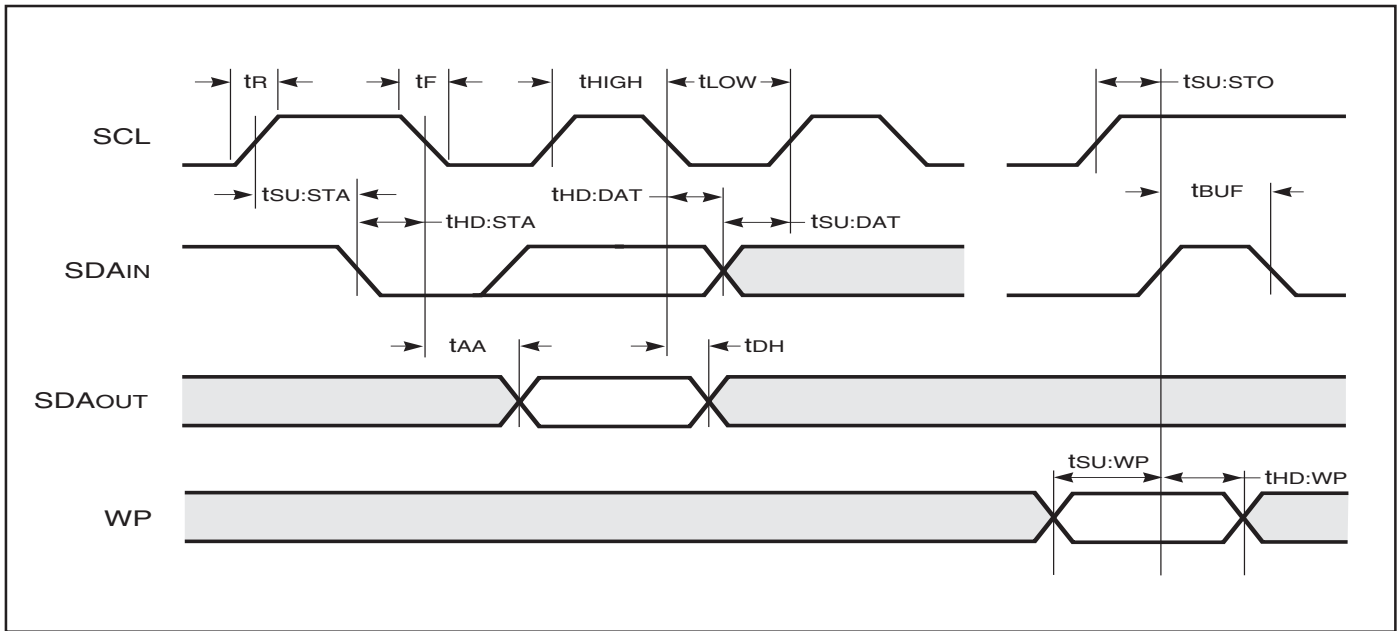 tR
tF
tHIGH
tLOW
tSU:STO
SCL
tSU:STA
tHD:STA
tHD:DAT
tSU:DAT
tBUF
SDAIN
tAA
tDH
SDAOUT
tSU:WP
tHD:WP
WP